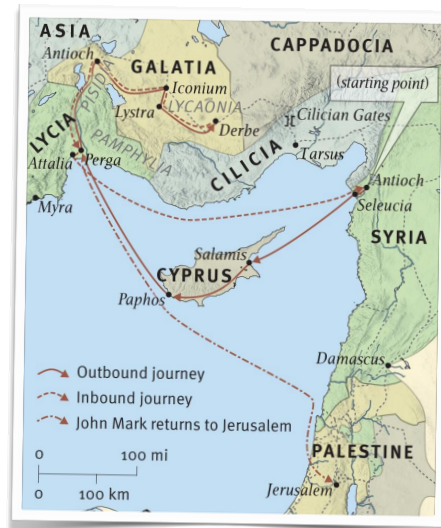 ASIA
Antioch
GALATIA
CAPPADOCIA
(starting point)
PISIDIA
Iconium
Lystra
LYCAONIA
Derbe
Cilician Gates
LYCIA
PAMPHYLIA
CILICIA
Tarsus
Attalia
Perga
Antioch
Seleucia
Myra
SYRIA
Salamis
CYPRUS
Paphos
Damascus
Outbound journey
Inbound journey
John Mark returns to Jerusalem
0 100 mi
0 100 km
PALESTINE
Jerusalem